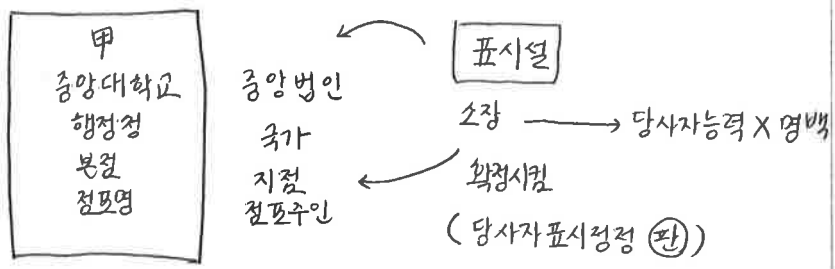 甲
중앙대학교
행정청
본점
점포명
중앙법인
국가
지점
점포주인
표시설
소장 → 당사자능력 X 명백
확정시킴
(당사자표시정정 판)